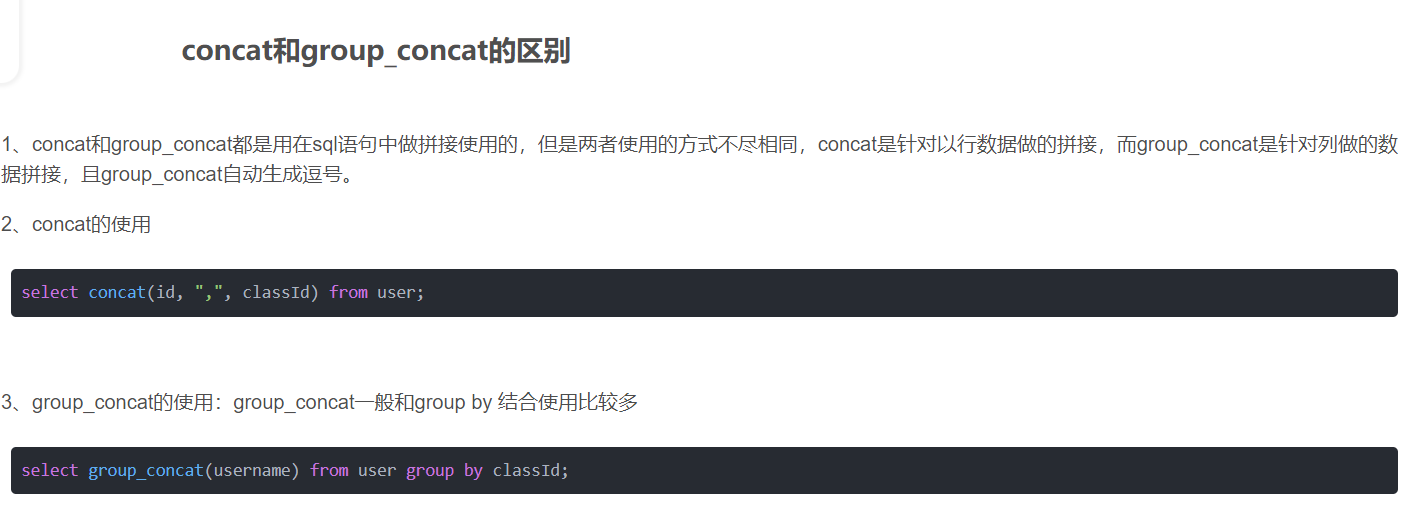 concat和group_concat的区别
1、concat和group_concat都是用在sql语句中做拼接使用的，但是两者使用的方式不尽相同，concat是针对以行数据做的拼接，而group_concat是针对列做的数
据拼接，且group_concat自动生成逗号。
2、concat的使用
select concat(id, ",", classId) from user;
3、group_concat的使用：group_concat一般和group by 结合使用比较多
select group_concat(username) from user group by classId;